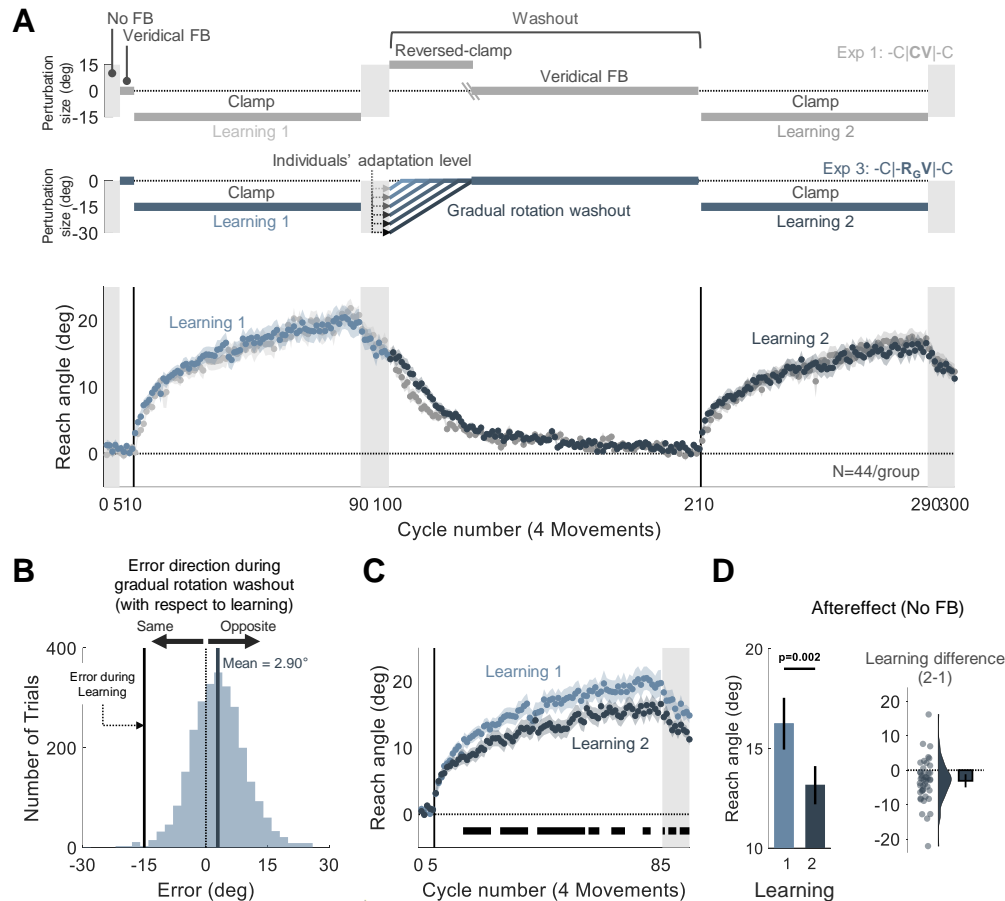 A
No FB
Veridical FB
Washout
Reversed-clamp
Exp 1: -C|CV|-C
Perturbation
size (deg)
15
0
-15
Veridical FB
Clamp
Learning 1
Clamp
Learning 2
Individuals' adaptation level
Exp 3: -C|-RGV|-C
Perturbation
size (deg)
0
-15
-30
Clamp
Learning 1
Gradual rotation washout
Clamp
Learning 2
Reach angle (deg)
20
10
0
Learning 1
Learning 2
N=44/group
0 5 10 90 100 210 290 300
Cycle number (4 Movements)
B
Error direction during
gradual rotation washout
(with respect to learning)
Same Opposite
Mean = 2.90°
Error during
Learning
Number of Trials
400
200
0
-30 -15 0 15 30
Error (deg)
C
Reach angle (deg)
20
10
0
Learning 1
Learning 2
0 5 85
Cycle number (4 Movements)
D
Aftereffect (No FB)
p=0.002
Reach angle (deg)
20
15
10
1 2
Learning
Learning difference
(2-1)
20
10
0
-10
-20